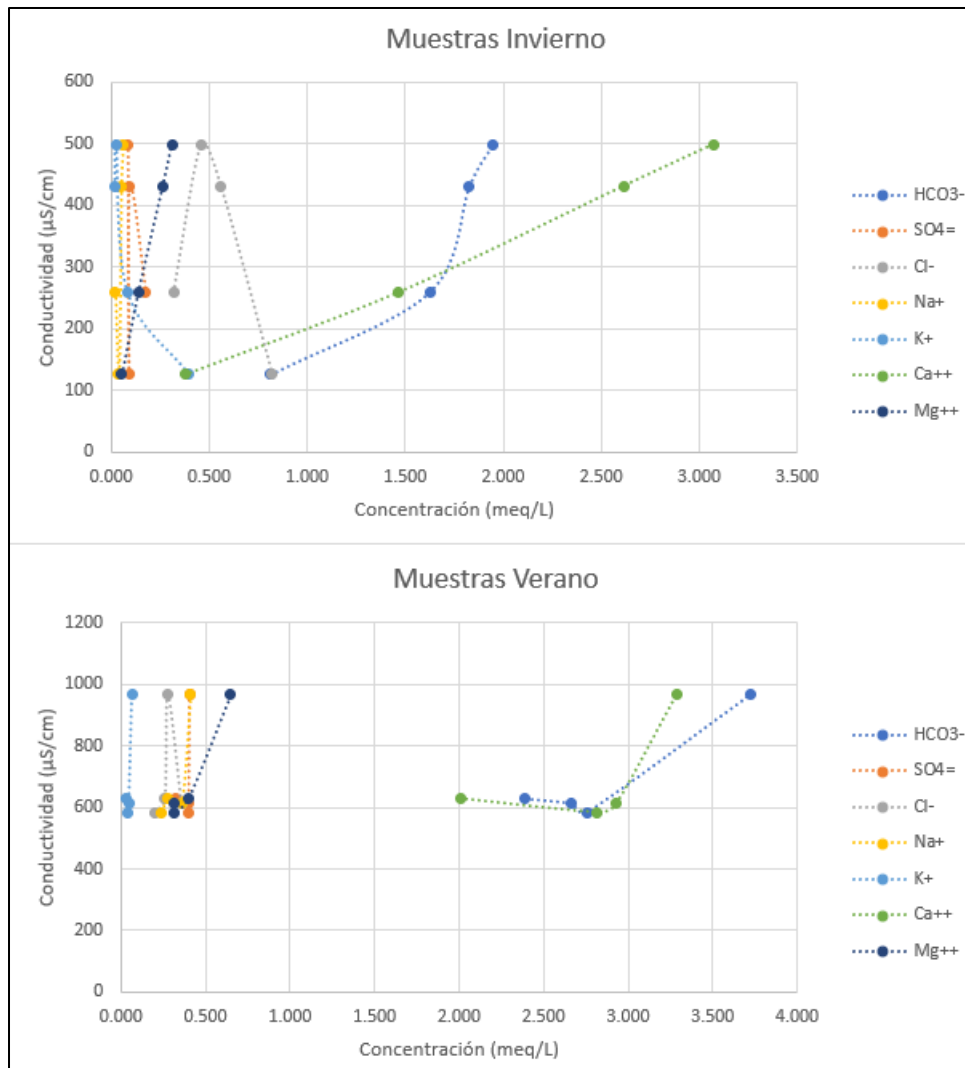 Muestras Invierno
600
500
400
300
200
100
0
Conductividad (µS/cm)
0.000 0.500 1.000 1.500 2.000 2.500 3.000 3.500
Concentración (meq/L)
HCO3-
SO4=
Cl-
Na+
K+
Ca++
Mg++
Muestras Verano
1200
1000
800
600
400
200
0
Conductividad (µS/cm)
0.000 0.500 1.000 1.500 2.000 2.500 3.000 3.500 4.000
Concentración (meq/L)
HCO3-
SO4=
Cl-
Na+
K+
Ca++
Mg++